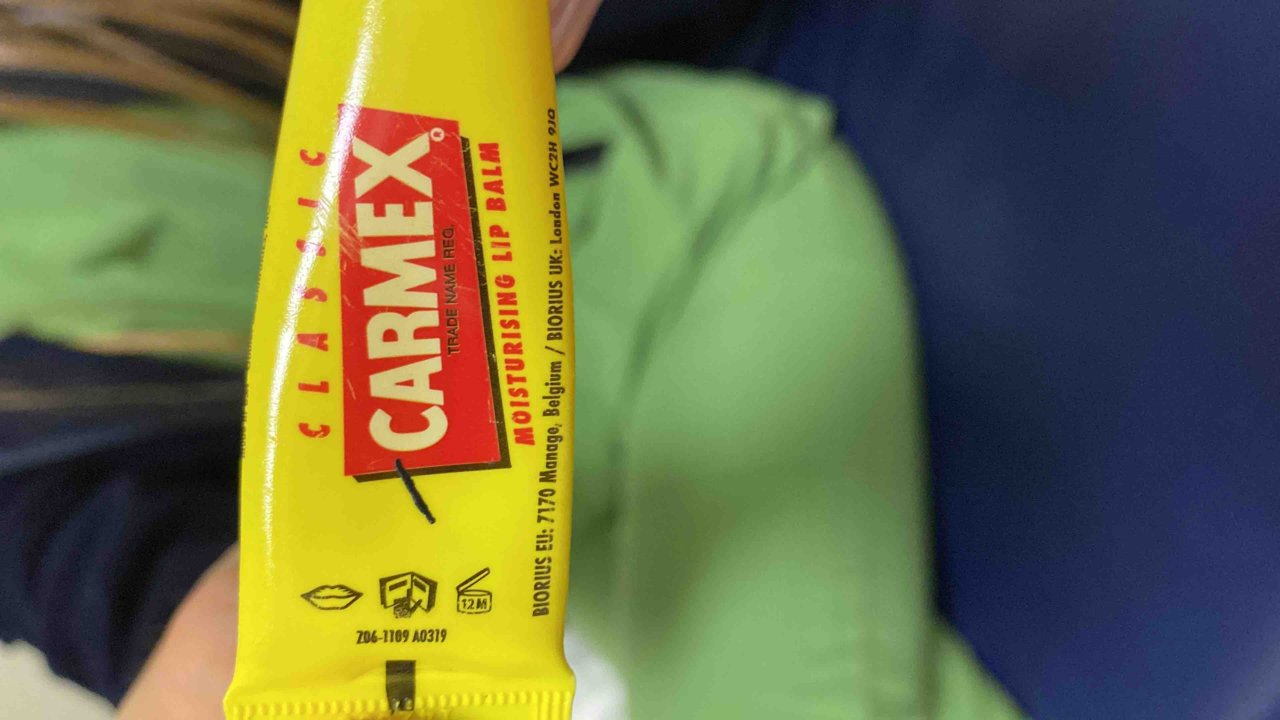 CLASSIC
CARMEX®
TRADE NAME REG.
MOISTURISING LIP BALM
BIORIUS EU: 7170 Manage, Belgium / BIORIUS UK: London WC2H 9JQ
12M
Z06-1109 A0319